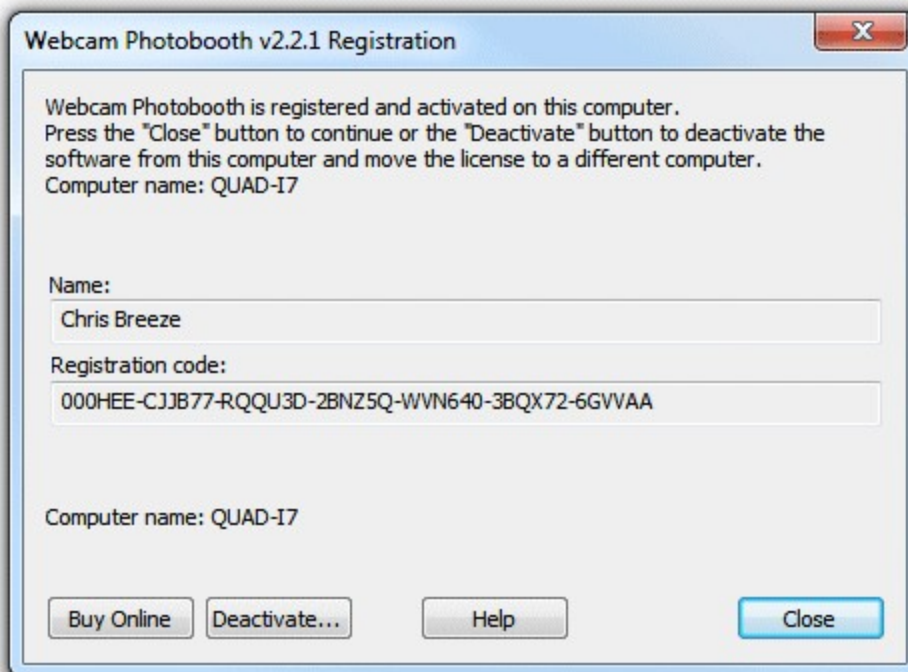 Webcam Photobooth v2.2.1 Registration
Webcam Photobooth is registered and activated on this computer.
Press the "Close" button to continue or the "Deactivate" button to deactivate the
software from this computer and move the license to a different computer.
Computer name: QUAD-I7
Name:
Chris Breeze
Registration code:
000HEE-CJJB77-RQQU3D-2BNZ5Q-WVN640-3BQX72-6GVVAA
Computer name: QUAD-I7
Buy Online Deactivate... Help Close